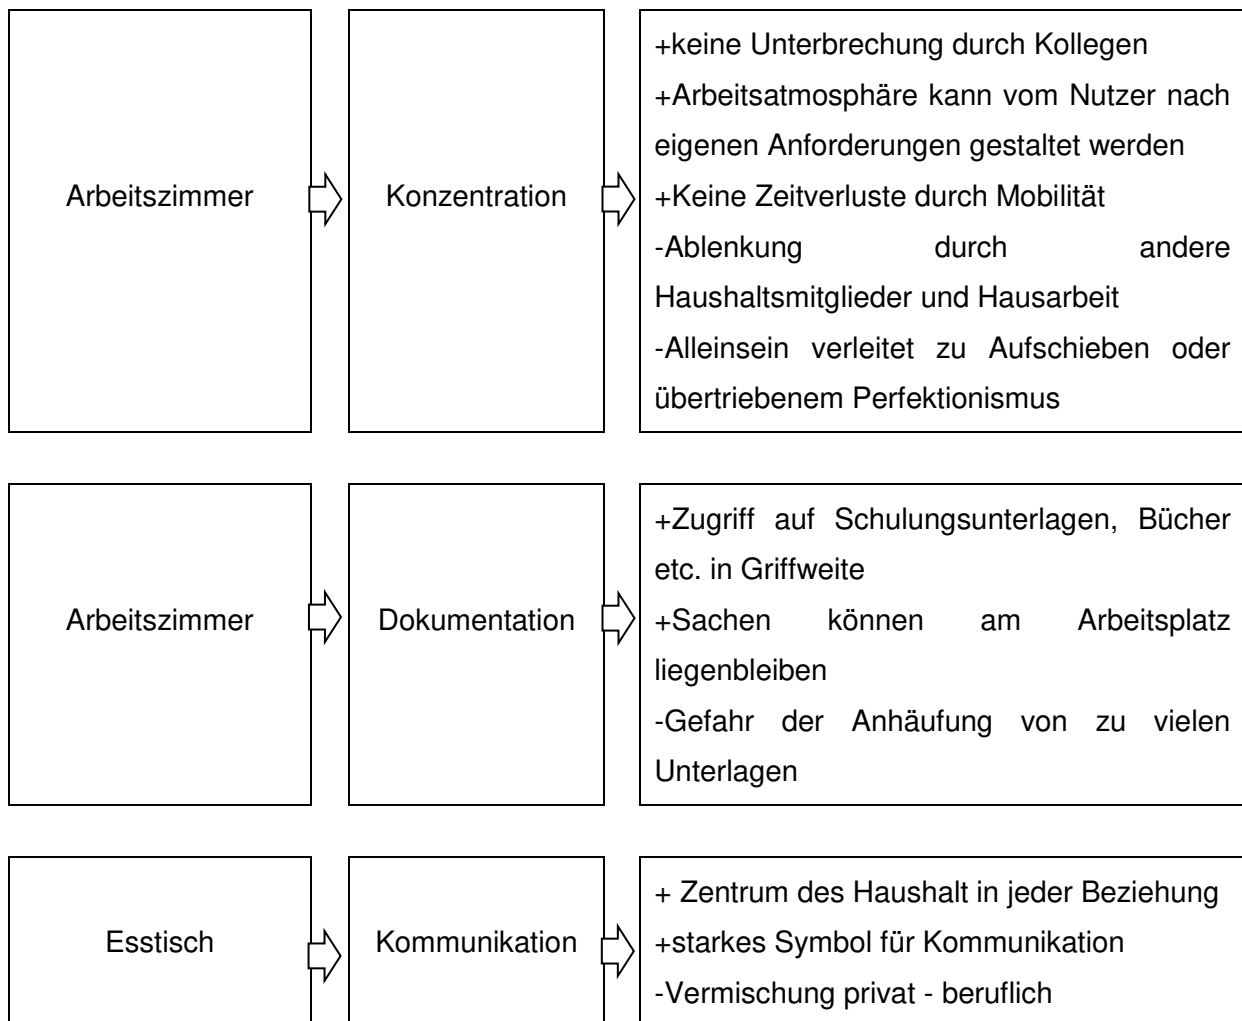 Arbeitszimmer
Konzentration
+keine Unterbrechung durch Kollegen
+Arbeitsatmosphäre kann vom Nutzer nach
eigenen Anforderungen gestaltet werden
+Keine Zeitverluste durch Mobilität
-Ablenkung durch andere
Haushaltsmitglieder und Hausarbeit
-Alleinsein verleitet zu Aufschieben oder
übertriebenem Perfektionismus
Arbeitszimmer
Dokumentation
+Zugriff auf Schulungsunterlagen, Bücher
etc. in Griffweite
+Sachen können am Arbeitsplatz
liegenbleiben
-Gefahr der Anhäufung von zu vielen
Unterlagen
Esstisch
Kommunikation
+ Zentrum des Haushalt in jeder Beziehung
+starkes Symbol für Kommunikation
-Vermischung privat - beruflich